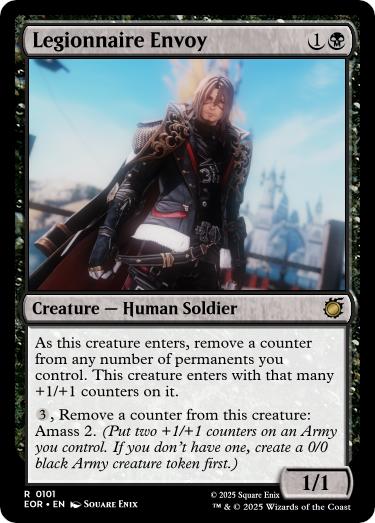 Legionnaire Envoy 1
Creature — Human Soldier
As this creature enters, remove a counter
from any number of permanents you
control. This creature enters with that many
+1/+1 counters on it.
3, Remove a counter from this creature:
Amass 2. (Put two +1/+1 counters on an Army
you control. If you don't have one, create a 0/0
black Army creature token first.)
1/1
R 0101
EOR • EN Square Enix
© 2025 Square Enix
™ & © 2025 Wizards of the Coast